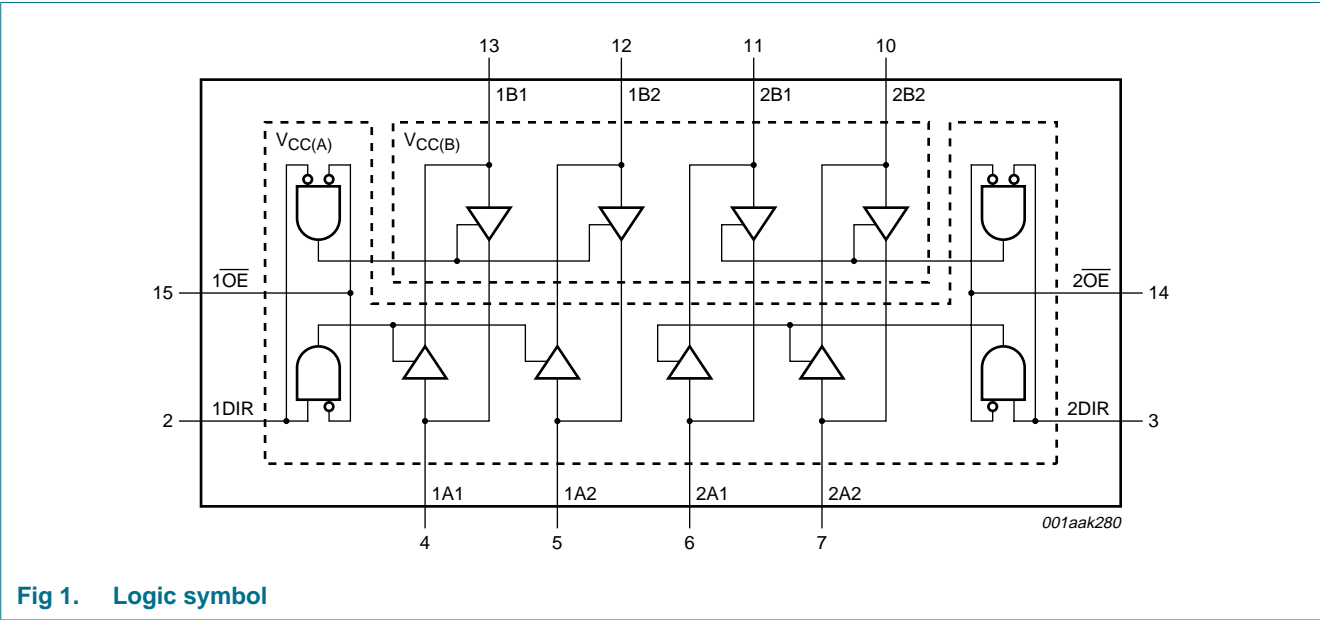 13 12 11 10
1B1 1B2 2B1 2B2
VCC(A) VCC(B)
15 1OE 2OE 14
2 1DIR 2DIR 3
1A1 1A2 2A1 2A2
001aak280
4 5 6 7
Fig 1. Logic symbol